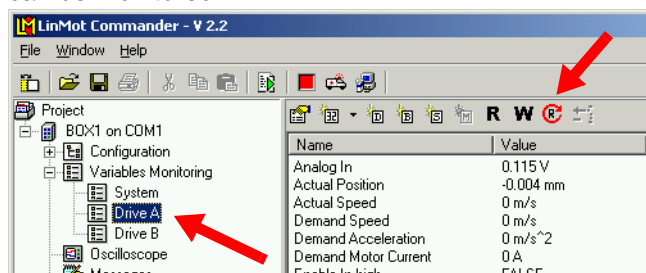 LinMot Commander - V 2.2
File Window Help
Project
BOX1 on COM1
Configuration
Variables Monitoring
System
Drive A
Drive B
Oscilloscope
Messages
R W R
Name Value
Analog In 0.115 V
Actual Position -0.004 mm
Actual Speed 0 m/s
Demand Speed 0 m/s
Demand Acceleration 0 m/s^2
Demand Motor Current 0 A
FALSE